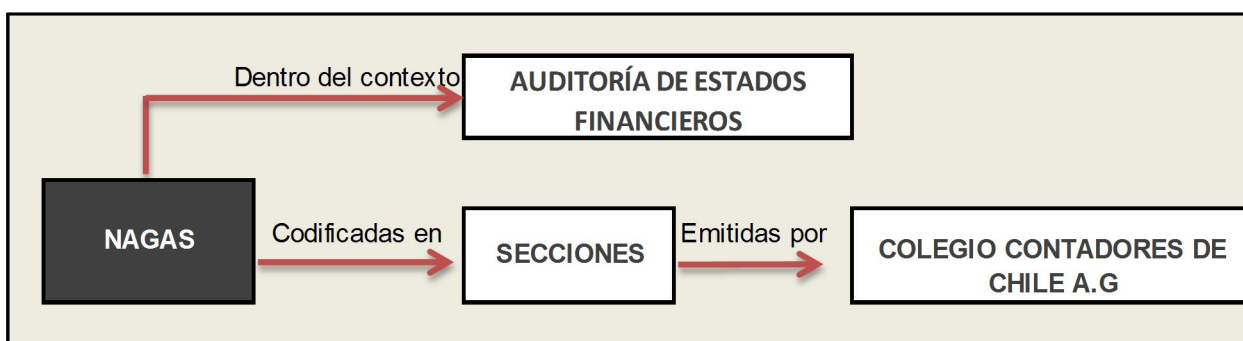 Dentro del contexto
AUDITORÍA DE ESTADOS
FINANCIEROS
NAGAS
Codificadas en
SECCIONES
Emitidas por
COLEGIO CONTADORES DE
CHILE A.G